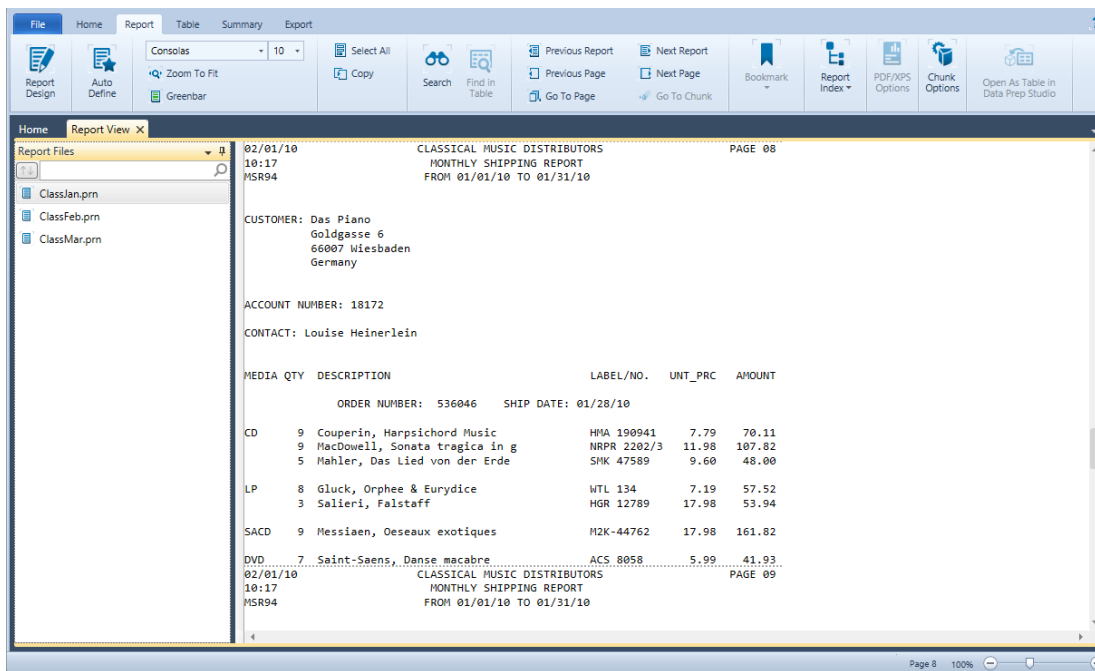 File Home Report Table Summary Export
Report Design
Auto Define
Consolas 10
Zoom To Fit
Greenbar
Select All
Copy
Search
Find in Table
Previous Report
Previous Page
Go To Page
Next Report
Next Page
Go To Chunk
Bookmark
Report Index
PDF/XPS Options
Chunk Options
Open As Table in Data Prep Studio
Home Report View
Report Files
ClassJan.prn
ClassFeb.prn
ClassMar.prn
02/01/10 CLASSICAL MUSIC DISTRIBUTORS PAGE 08
10:17 MONTHLY SHIPPING REPORT
MSR94 FROM 01/01/10 TO 01/31/10
CUSTOMER: Das Piano
Goldgasse 6
66007 Wiesbaden
Germany
ACCOUNT NUMBER: 18172
CONTACT: Louise Heinerlein
MEDIA QTY DESCRIPTION LABEL/NO. UNT_PRC AMOUNT
ORDER NUMBER: 536046 SHIP DATE: 01/28/10
CD 9 Couperin, Harpsichord Music HMA 190941 7.79 70.11
9 MacDowell, Sonata tragica in g NRPR 2202/3 11.98 107.82
5 Mahler, Das Lied von der Erde SMK 47589 9.60 48.00
LP 8 Gluck, Orphee & Eurydice WTL 134 7.19 57.52
3 Salieri, Falstaff HGR 12789 17.98 53.94
SACD 9 Messiaen, Oeseaux exotiques M2K-44762 17.98 161.82
DVD 7 Saint-Saens, Danse macabre ACS 8058 5.99 41.93
02/01/10 CLASSICAL MUSIC DISTRIBUTORS PAGE 09
10:17 MONTHLY SHIPPING REPORT
MSR94 FROM 01/01/10 TO 01/31/10
Page 8 100%